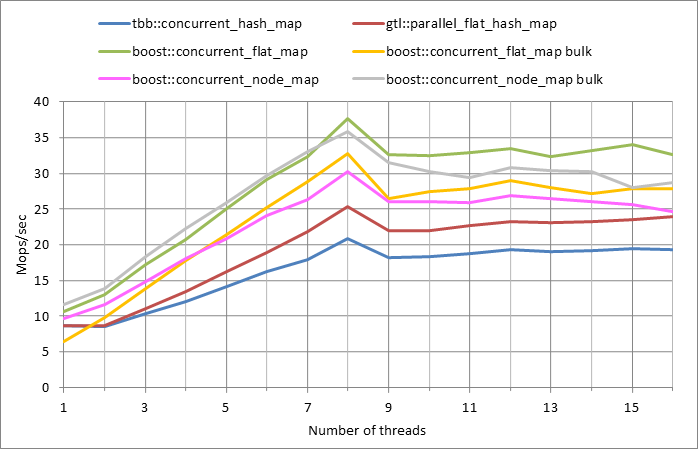 tbb::concurrent_hash_map gtl::parallel_flat_hash_map
boost::concurrent_flat_map boost::concurrent_flat_map bulk
boost::concurrent_node_map boost::concurrent_node_map bulk
40
35
30
25
20
15
10
5
0
Mops/sec
1 3 5 7 9 11 13 15
Number of threads